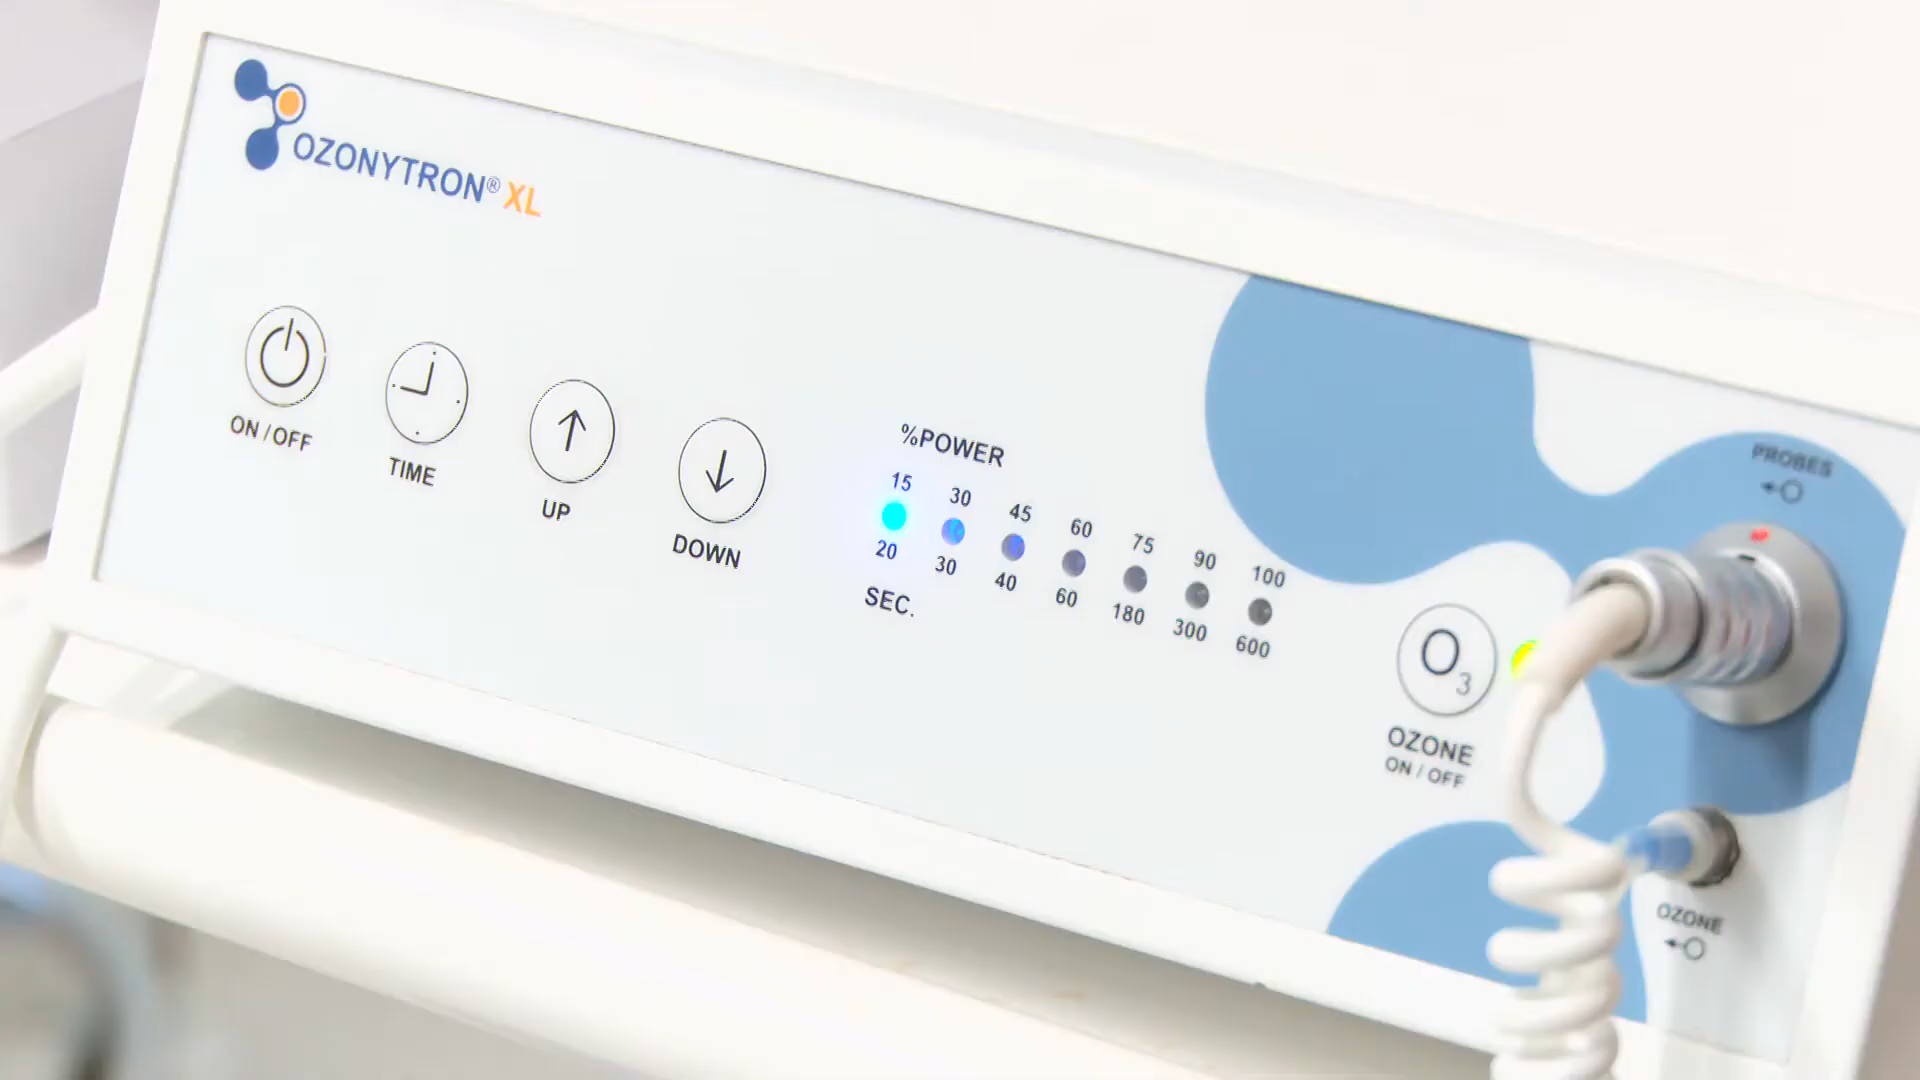 OZONYTRON® XL
ON / OFF
TIME
UP
DOWN
%POWER
15 30 45 60 75 90 100
20 30 40 60 180 300 600
SEC.
O3
OZONE
ON / OFF
PROBES
OZONE